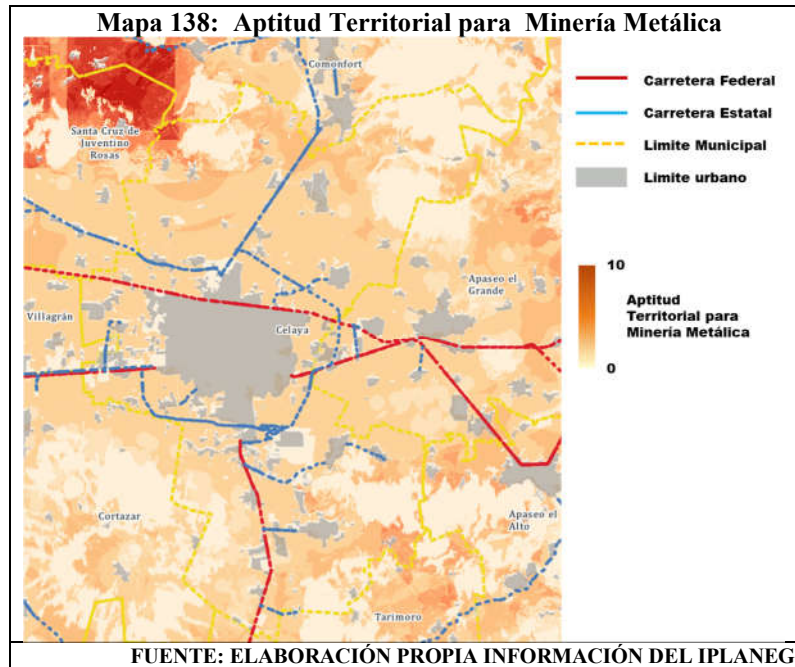 Mapa 138: Aptitud Territorial para Minería Metálica
Comonfort
Santa Cruz de
Juventino
Rosas
Apaseo el
Grande
Villagrán
Celaya
Cortazar
Apaseo el
Alto
Tarimoro
Carretera Federal
Carretera Estatal
Limite Municipal
Limite urbano
10
Aptitud
Territorial para
Minería Metálica
0
FUENTE: ELABORACIÓN PROPIA INFORMACIÓN DEL IPLANEG